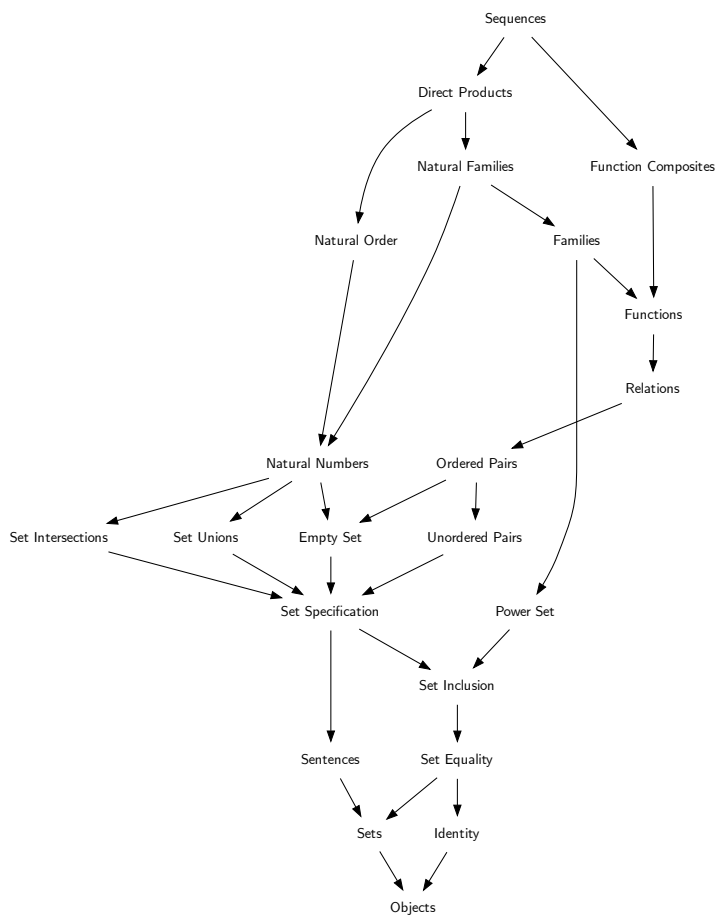 Sequences
Direct Products
Natural Families
Function Composites
Natural Order
Families
Functions
Relations
Natural Numbers
Ordered Pairs
Set Intersections
Set Unions
Empty Set
Unordered Pairs
Set Specification
Power Set
Set Inclusion
Sentences
Set Equality
Sets
Identity
Objects